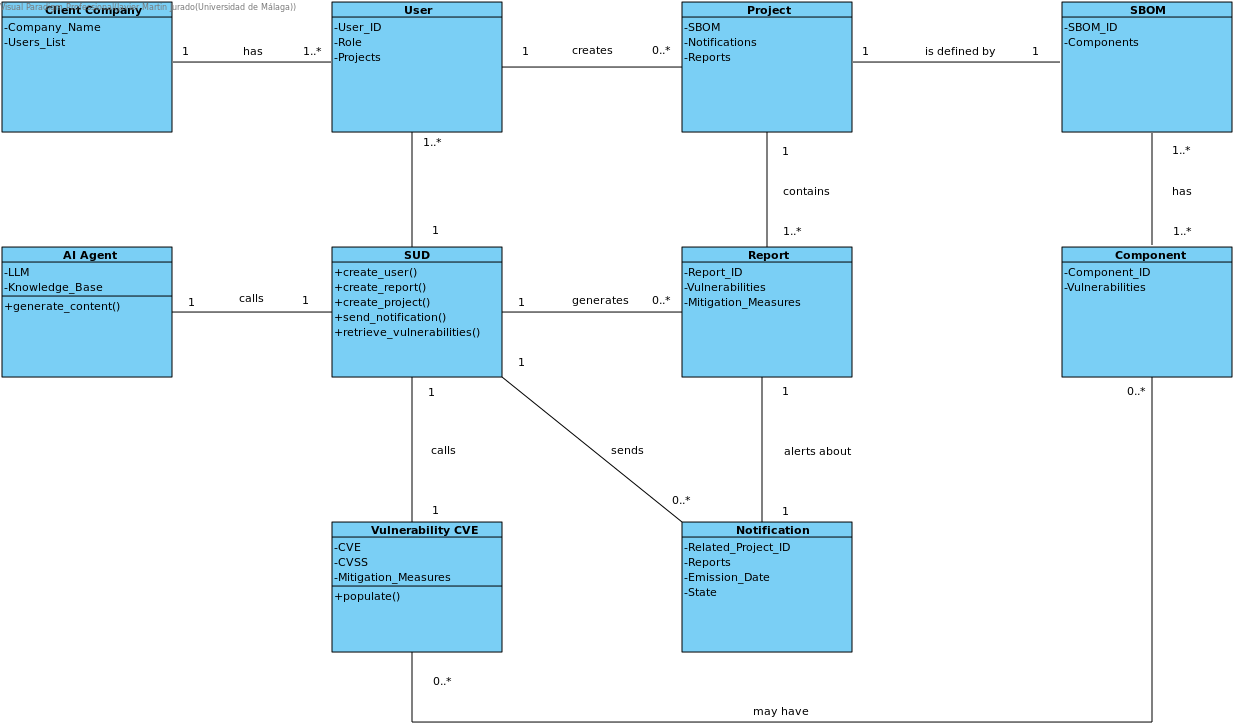 Visual Paradigm Professional(Javier Martín Jurado(Universidad de Málaga))
Client Company
-Company_Name
-Users_List
1
has
1..*
User
-User_ID
-Role
-Projects
1
creates
0..*
Project
-SBOM
-Notifications
-Reports
1
is defined by
1
SBOM
-SBOM_ID
-Components
1..*
1
1
contains
1..*
1..*
has
1..*
AI Agent
-LLM
-Knowledge_Base
+generate_content()
1
calls
1
SUD
+create_user()
+create_report()
+create_project()
+send_notification()
+retrieve_vulnerabilities()
1
generates
0..*
Report
-Report_ID
-Vulnerabilities
-Mitigation_Measures
Component
-Component_ID
-Vulnerabilities
1
calls
1
1
sends
0..*
1
alerts about
1
0..*
Vulnerability CVE
-CVE
-CVSS
-Mitigation_Measures
+populate()
Notification
-Related_Project_ID
-Reports
-Emission_Date
-State
0..*
may have